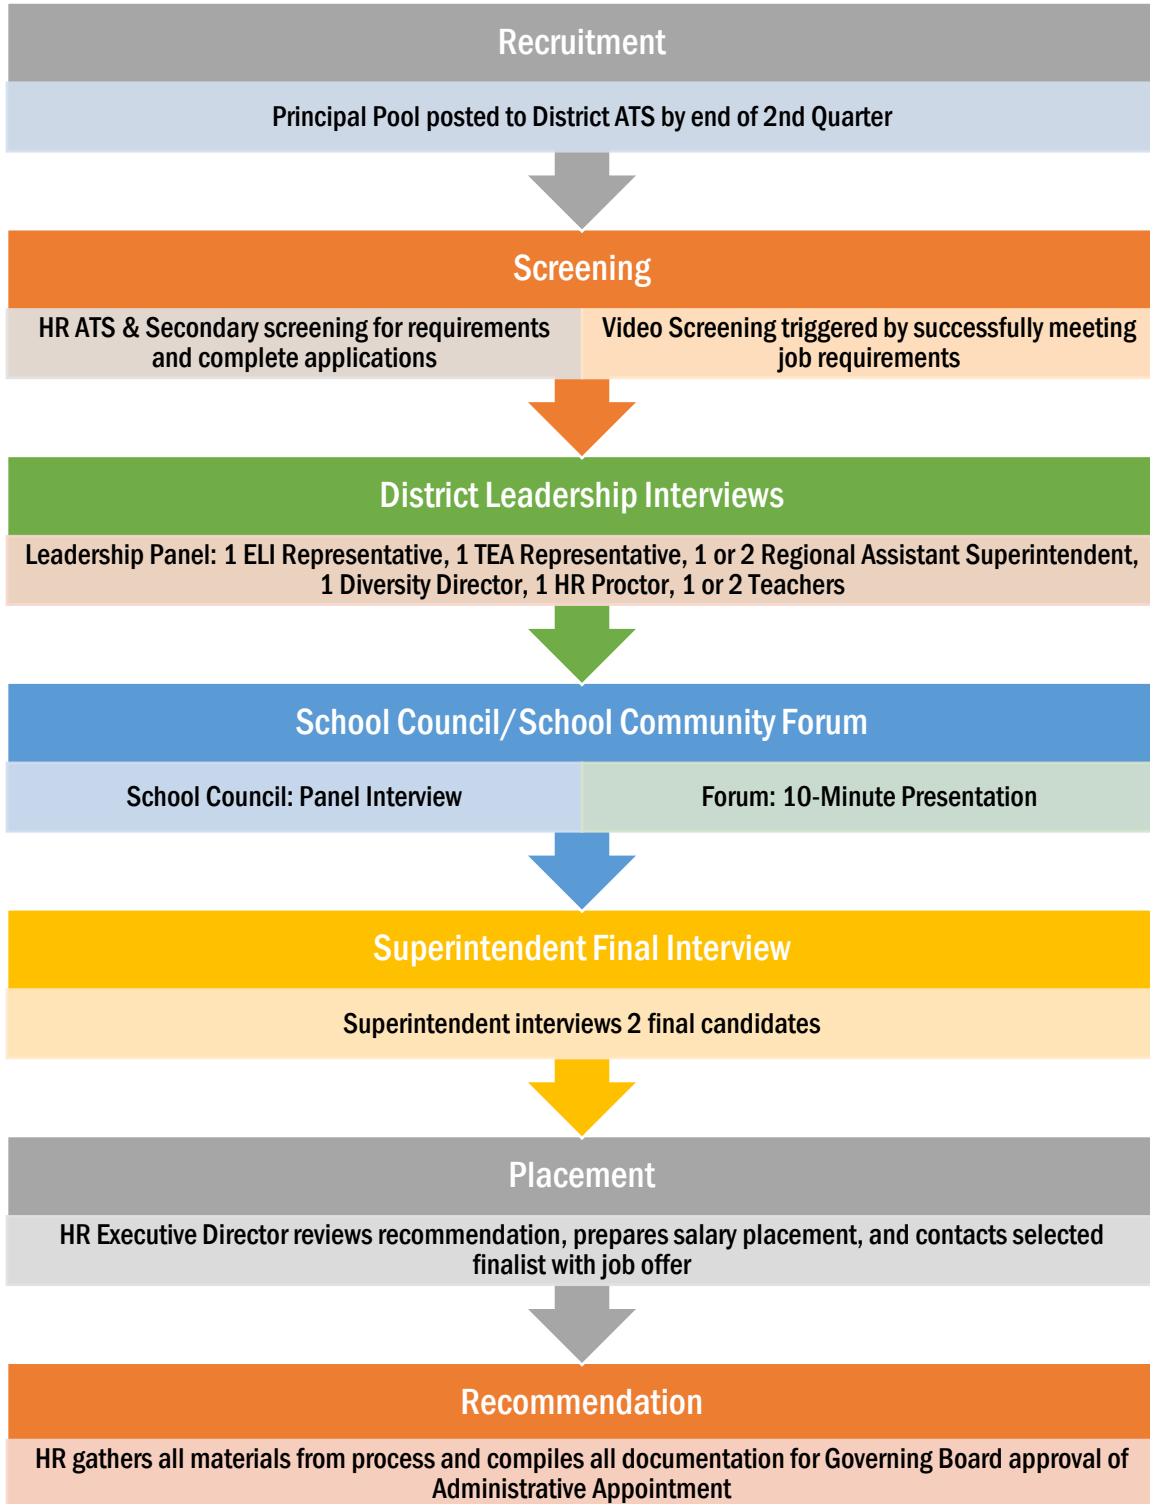 Recruitment
Principal Pool posted to District ATS by end of 2nd Quarter
Screening
HR ATS & Secondary screening for requirements
and complete applications
Video Screening triggered by successfully meeting
job requirements
District Leadership Interviews
Leadership Panel: 1 ELI Representative, 1 TEA Representative, 1 or 2 Regional Assistant Superintendent,
1 Diversity Director, 1 HR Proctor, 1 or 2 Teachers
School Council/School Community Forum
School Council: Panel Interview
Forum: 10-Minute Presentation
Superintendent Final Interview
Superintendent interviews 2 final candidates
Placement
HR Executive Director reviews recommendation, prepares salary placement, and contacts selected
finalist with job offer
Recommendation
HR gathers all materials from process and compiles all documentation for Governing Board approval of
Administrative Appointment